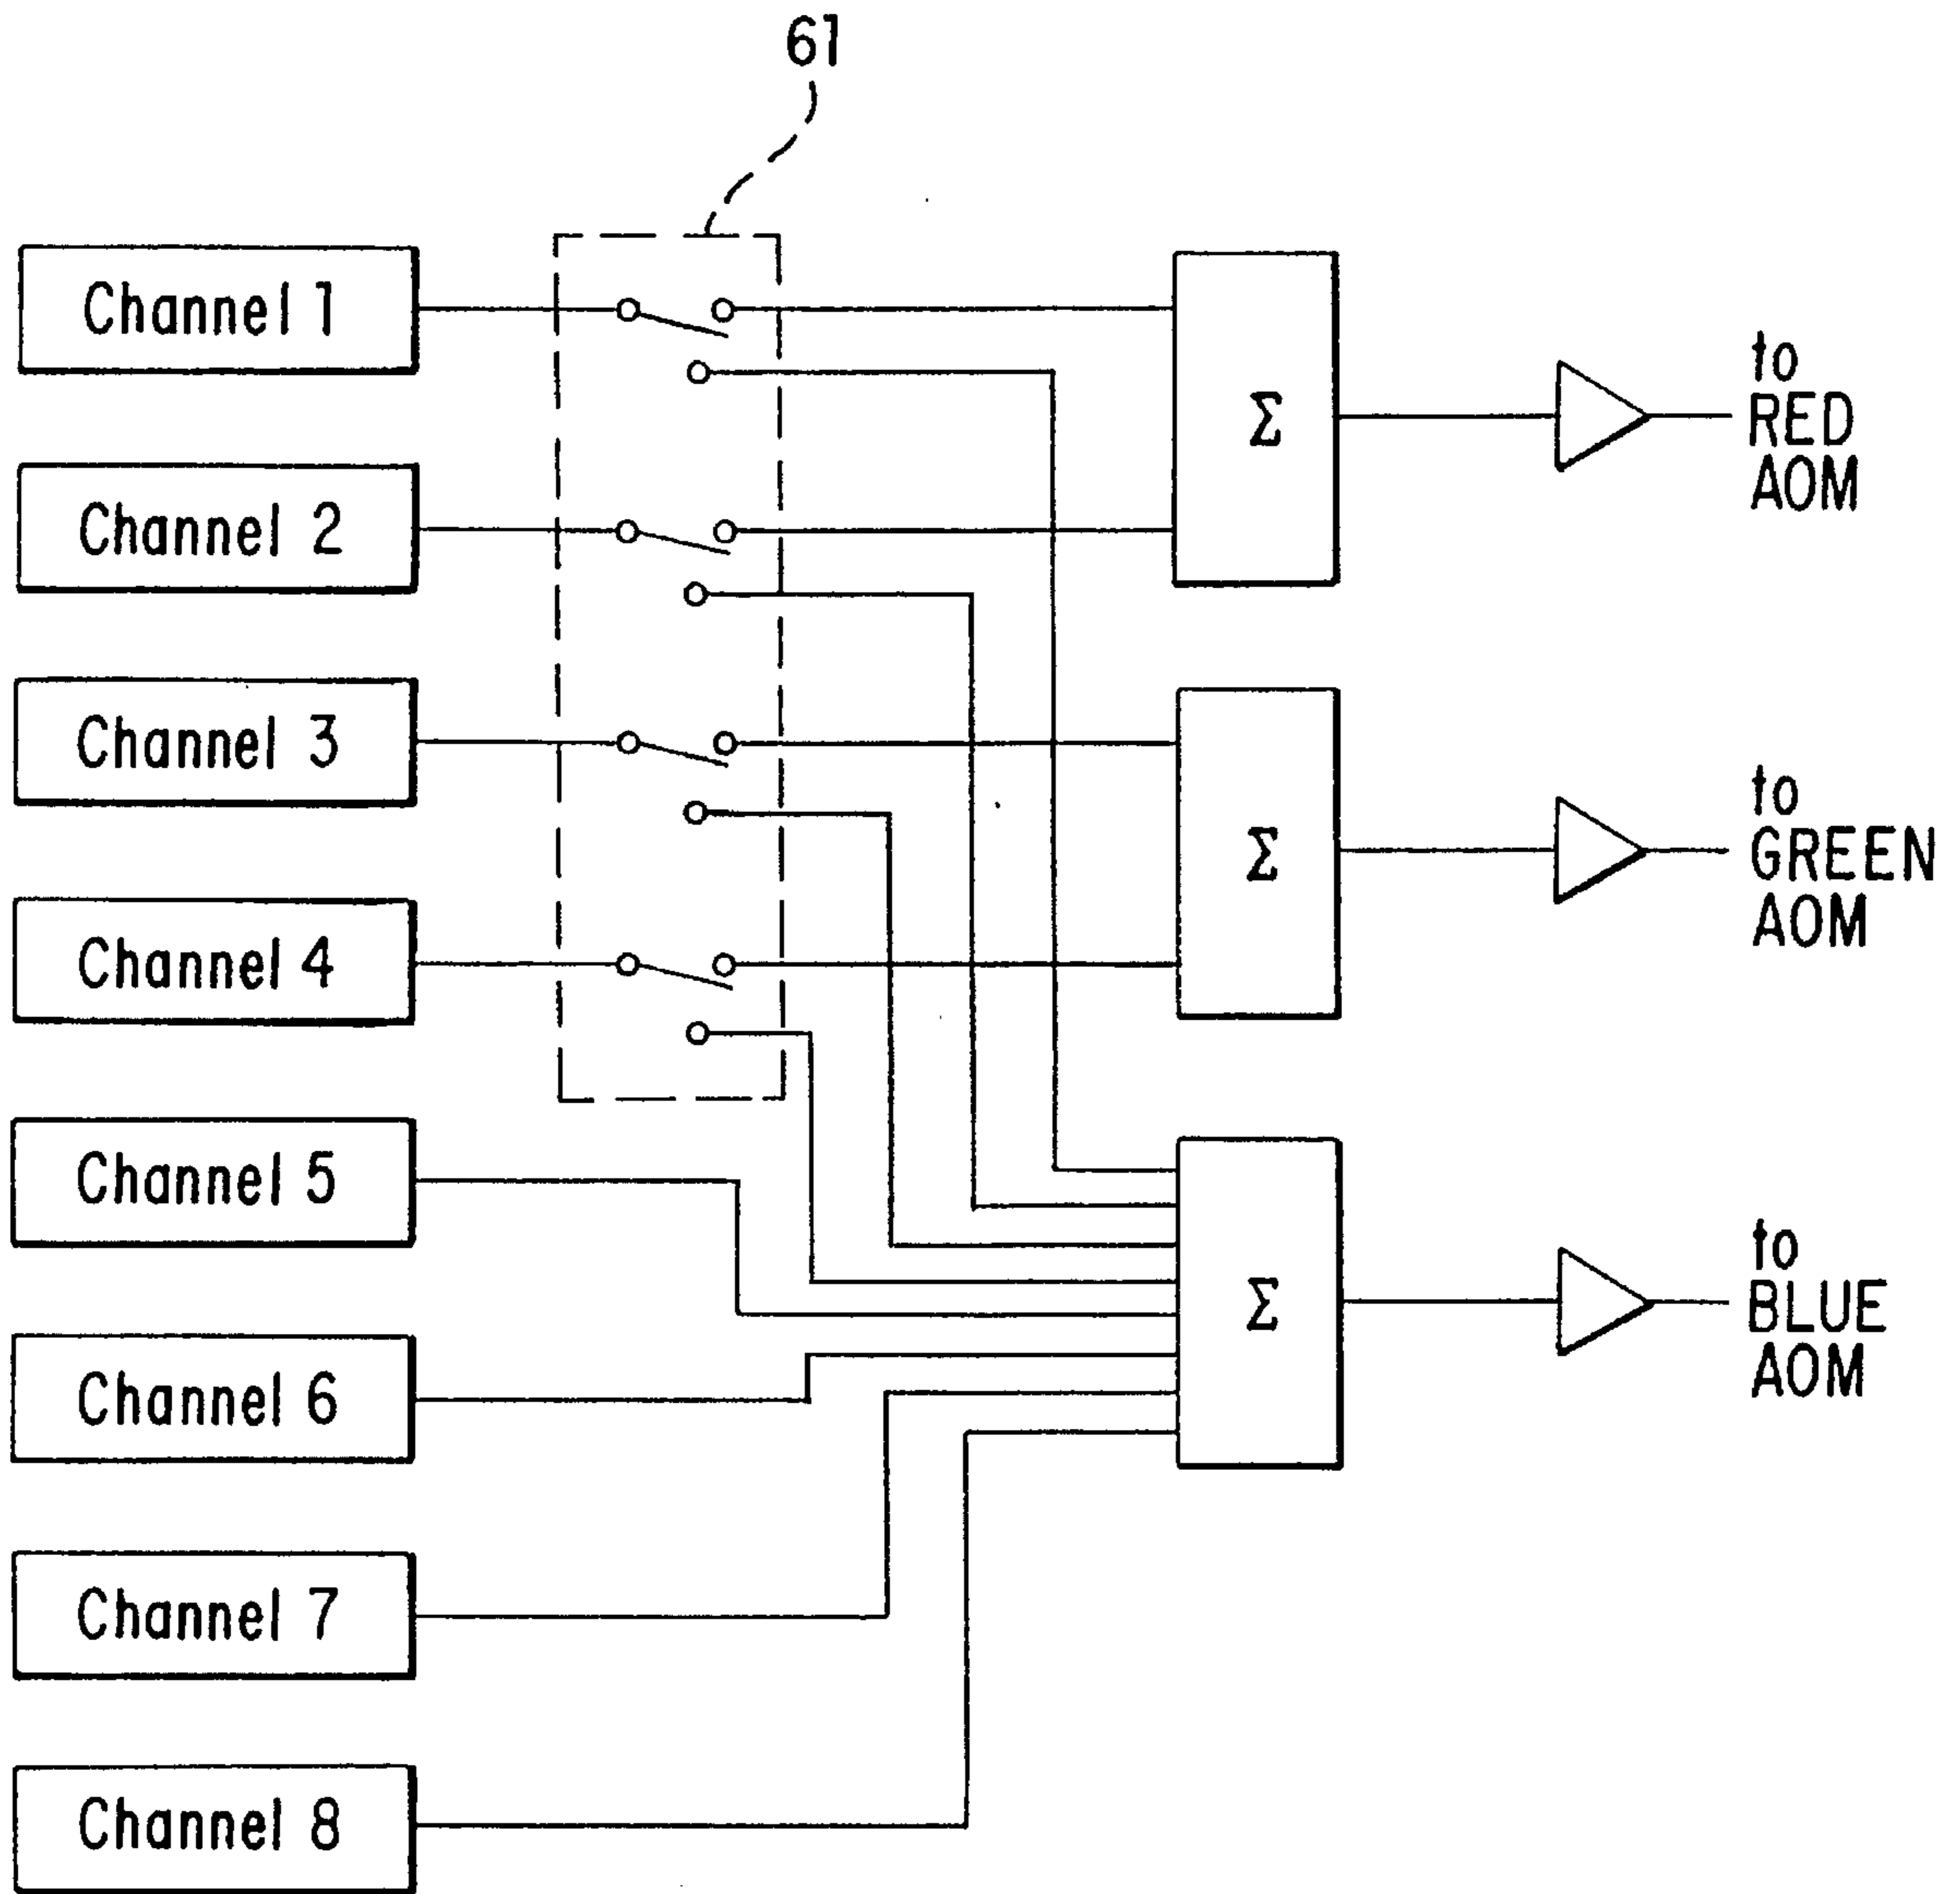 61
Channel 1
Channel 2
Channel 3
Channel 4
Channel 5
Channel 6
Channel 7
Channel 8
Σ
to
RED
AOM
Σ
to
GREEN
AOM
Σ
to
BLUE
AOM